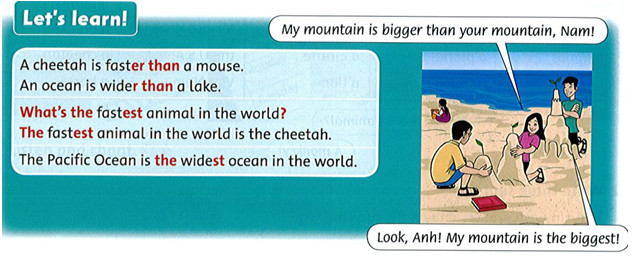 Let's learn!
My mountain is bigger than your mountain, Nam!
A cheetah is faster than a mouse.
An ocean is wider than a lake.
What's the fastest animal in the world?
The fastest animal in the world is the cheetah.
The Pacific Ocean is the widest ocean in the world.
Look, Anh! My mountain is the biggest!